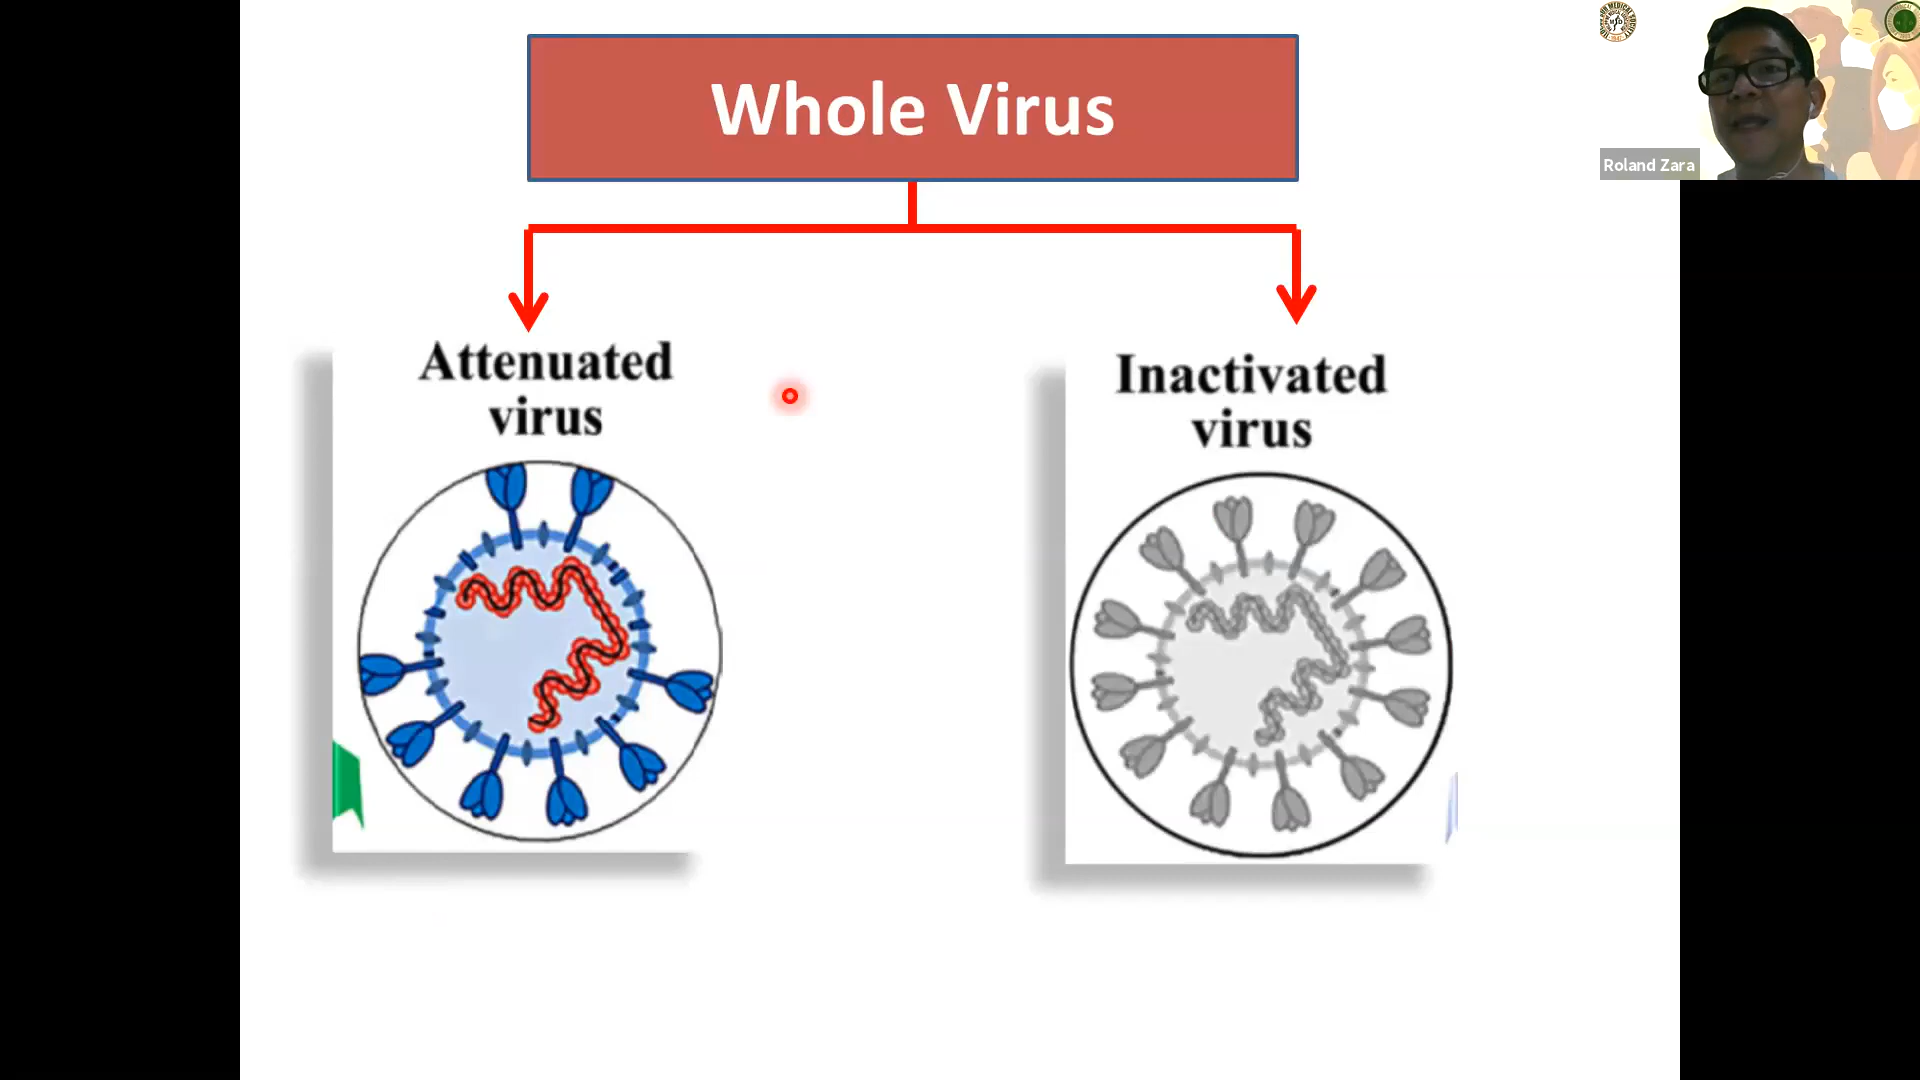 Whole Virus
Roland Zara
Attenuated
virus
Inactivated
virus